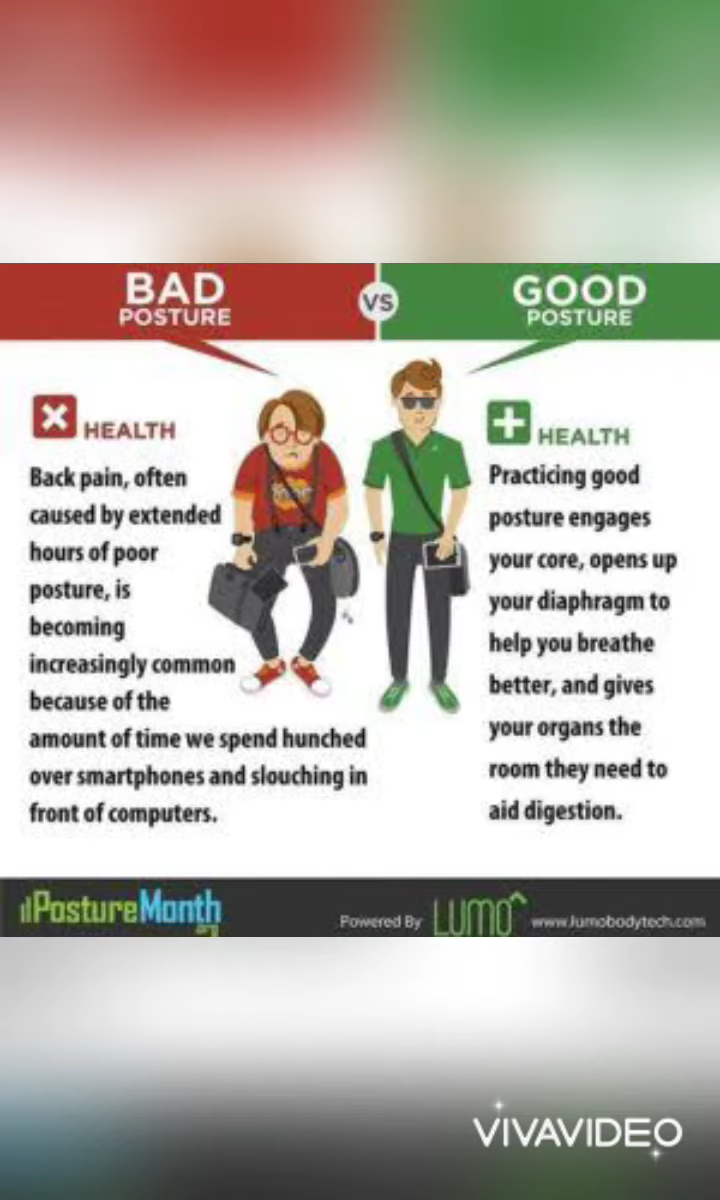 BAD
POSTURE
VS
GOOD
POSTURE
HEALTH
Back pain, often
caused by extended
hours of poor
posture, is
becoming
increasingly common
because of the
amount of time we spend hunched
over smartphones and slouching in
front of computers.
HEALTH
Practicing good
posture engages
your core, opens up
your diaphragm to
help you breathe
better, and gives
your organs the
room they need to
aid digestion.
PostureMonth
.org
Powered By LUMO www.lumobodytech.com
VIVAVIDEO